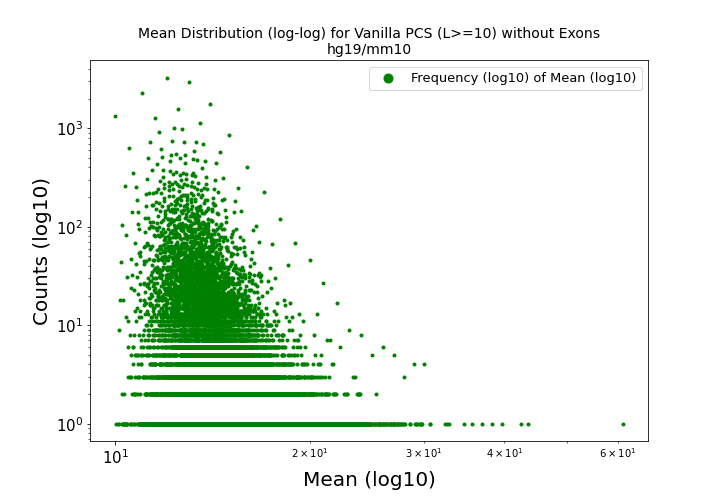 Mean Distribution (log-log) for Vanilla PCS (L>=10) without Exons
hg19/mm10
Frequency (log10) of Mean (log10)
Counts (log10)
10³
10²
10¹
10⁰
10¹
2 × 10¹
3 × 10¹
4 × 10¹
6 × 10¹
Mean (log10)